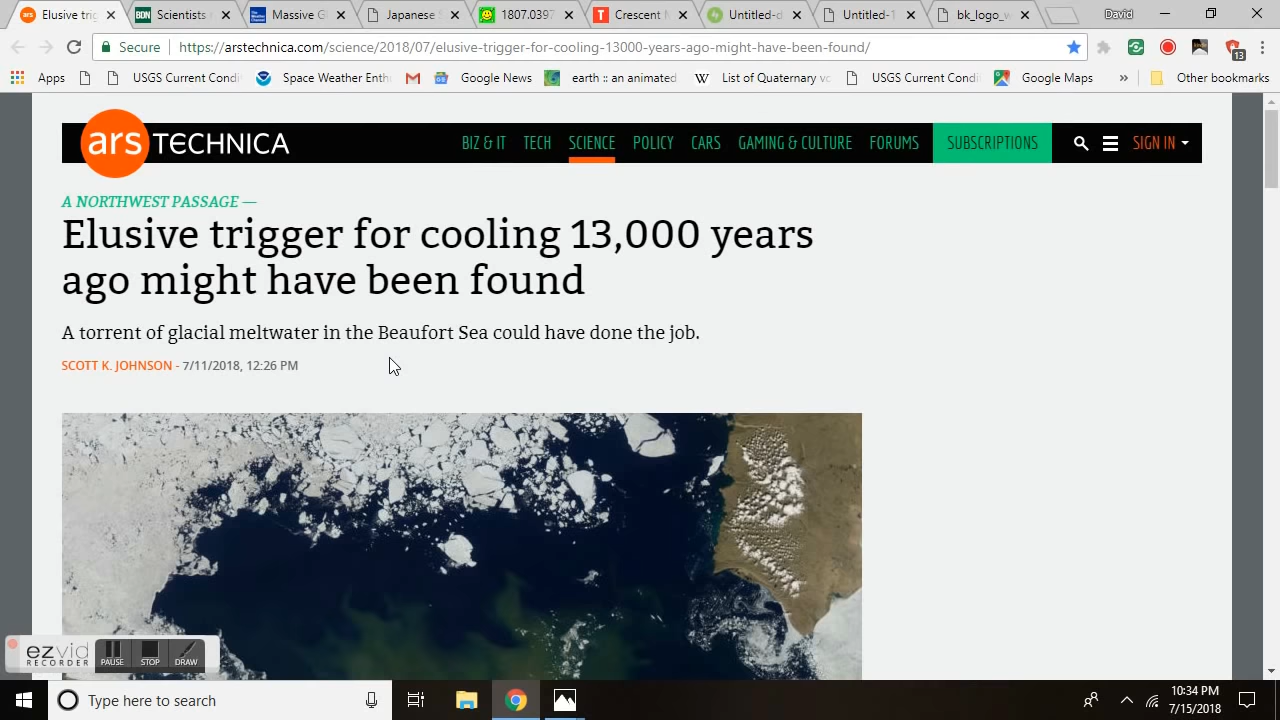 Elusive trig
Scientists
Massive G
Japanese S
180103971
Crescent M
Untitled-d
Untitled-1
David
Secure
https://arstechnica.com/science/2018/07/elusive-trigger-for-cooling-13000-years-ago-might-have-been-found/
13
Apps
USGS Current Condi
Space Weather Enth
Google News
earth :: an animated
List of Quaternary vo
USGS Current Condi
Google Maps
»
Other bookmarks
ars TECHNICA
BIZ & IT
TECH
SCIENCE
POLICY
CARS
GAMING & CULTURE
FORUMS
SUBSCRIPTIONS
SIGN IN
A NORTHWEST PASSAGE —
Elusive trigger for cooling 13,000 years
ago might have been found
A torrent of glacial meltwater in the Beaufort Sea could have done the job.
SCOTT K. JOHNSON - 7/11/2018, 12:26 PM
ezvid
RECORDER
PAUSE
STOP
DRAW
Type here to search
10:34 PM
7/15/2018